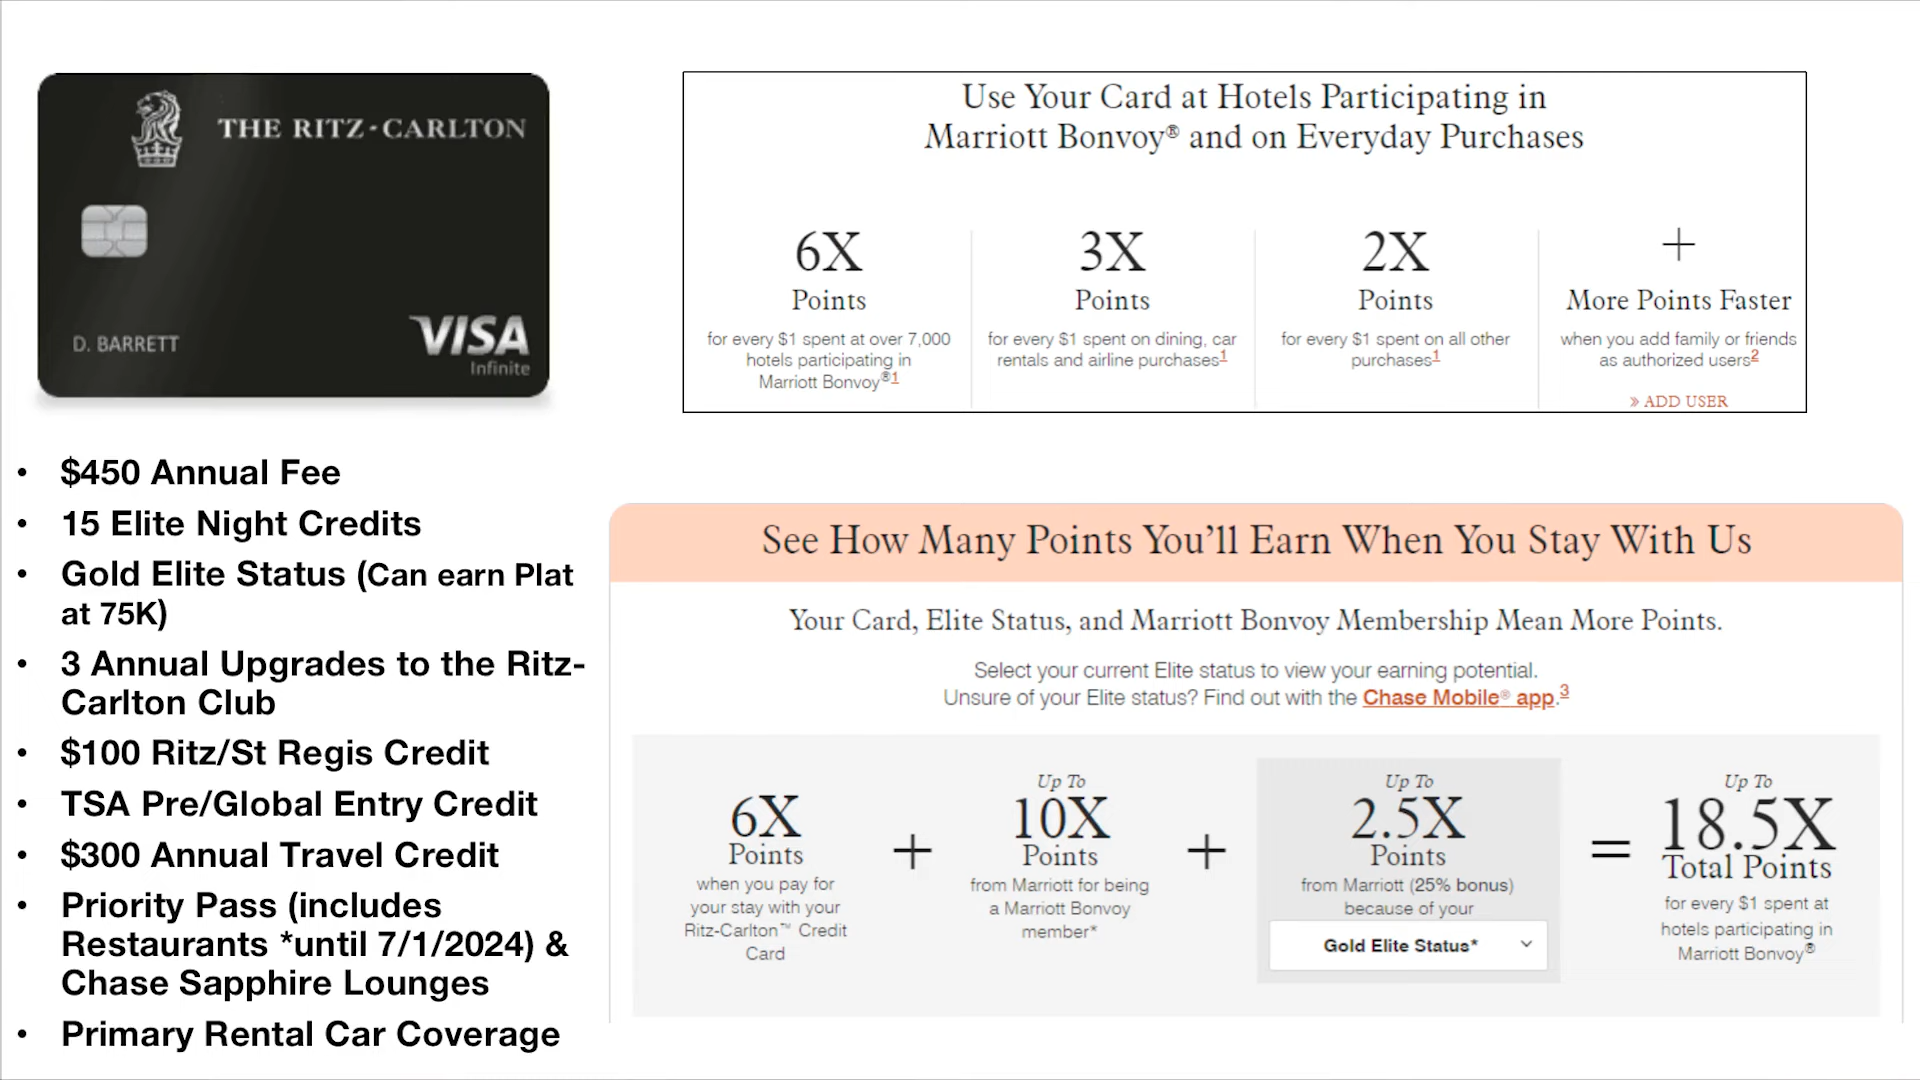 THE RITZ-CARLTON
D. BARRETT
VISA
Infinite
• $450 Annual Fee
• 15 Elite Night Credits
• Gold Elite Status (Can earn Plat
at 75K)
• 3 Annual Upgrades to the Ritz-
Carlton Club
• $100 Ritz/St Regis Credit
• TSA Pre/Global Entry Credit
• $300 Annual Travel Credit
• Priority Pass (includes
Restaurants *until 7/1/2024) &
Chase Sapphire Lounges
• Primary Rental Car Coverage
Use Your Card at Hotels Participating in
Marriott Bonvoy® and on Everyday Purchases
6X
Points
for every $1 spent at over 7,000
hotels participating in
Marriott Bonvoy®1
3X
Points
for every $1 spent on dining, car
rentals and airline purchases1
2X
Points
for every $1 spent on all other
purchases1
+
More Points Faster
when you add family or friends
as authorized users2
» ADD USER
See How Many Points You'll Earn When You Stay With Us
Your Card, Elite Status, and Marriott Bonvoy Membership Mean More Points.
Select your current Elite status to view your earning potential.
Unsure of your Elite status? Find out with the Chase Mobile® app.3
6X
Points
when you pay for
your stay with your
Ritz-Carlton™ Credit
Card
+
Up To
10X
Points
from Marriott for being
a Marriott Bonvoy
member*
+
Up To
2.5X
Points
from Marriott (25% bonus)
because of your
Gold Elite Status*
=
Up To
18.5X
Total Points
for every $1 spent at
hotels participating in
Marriott Bonvoy®